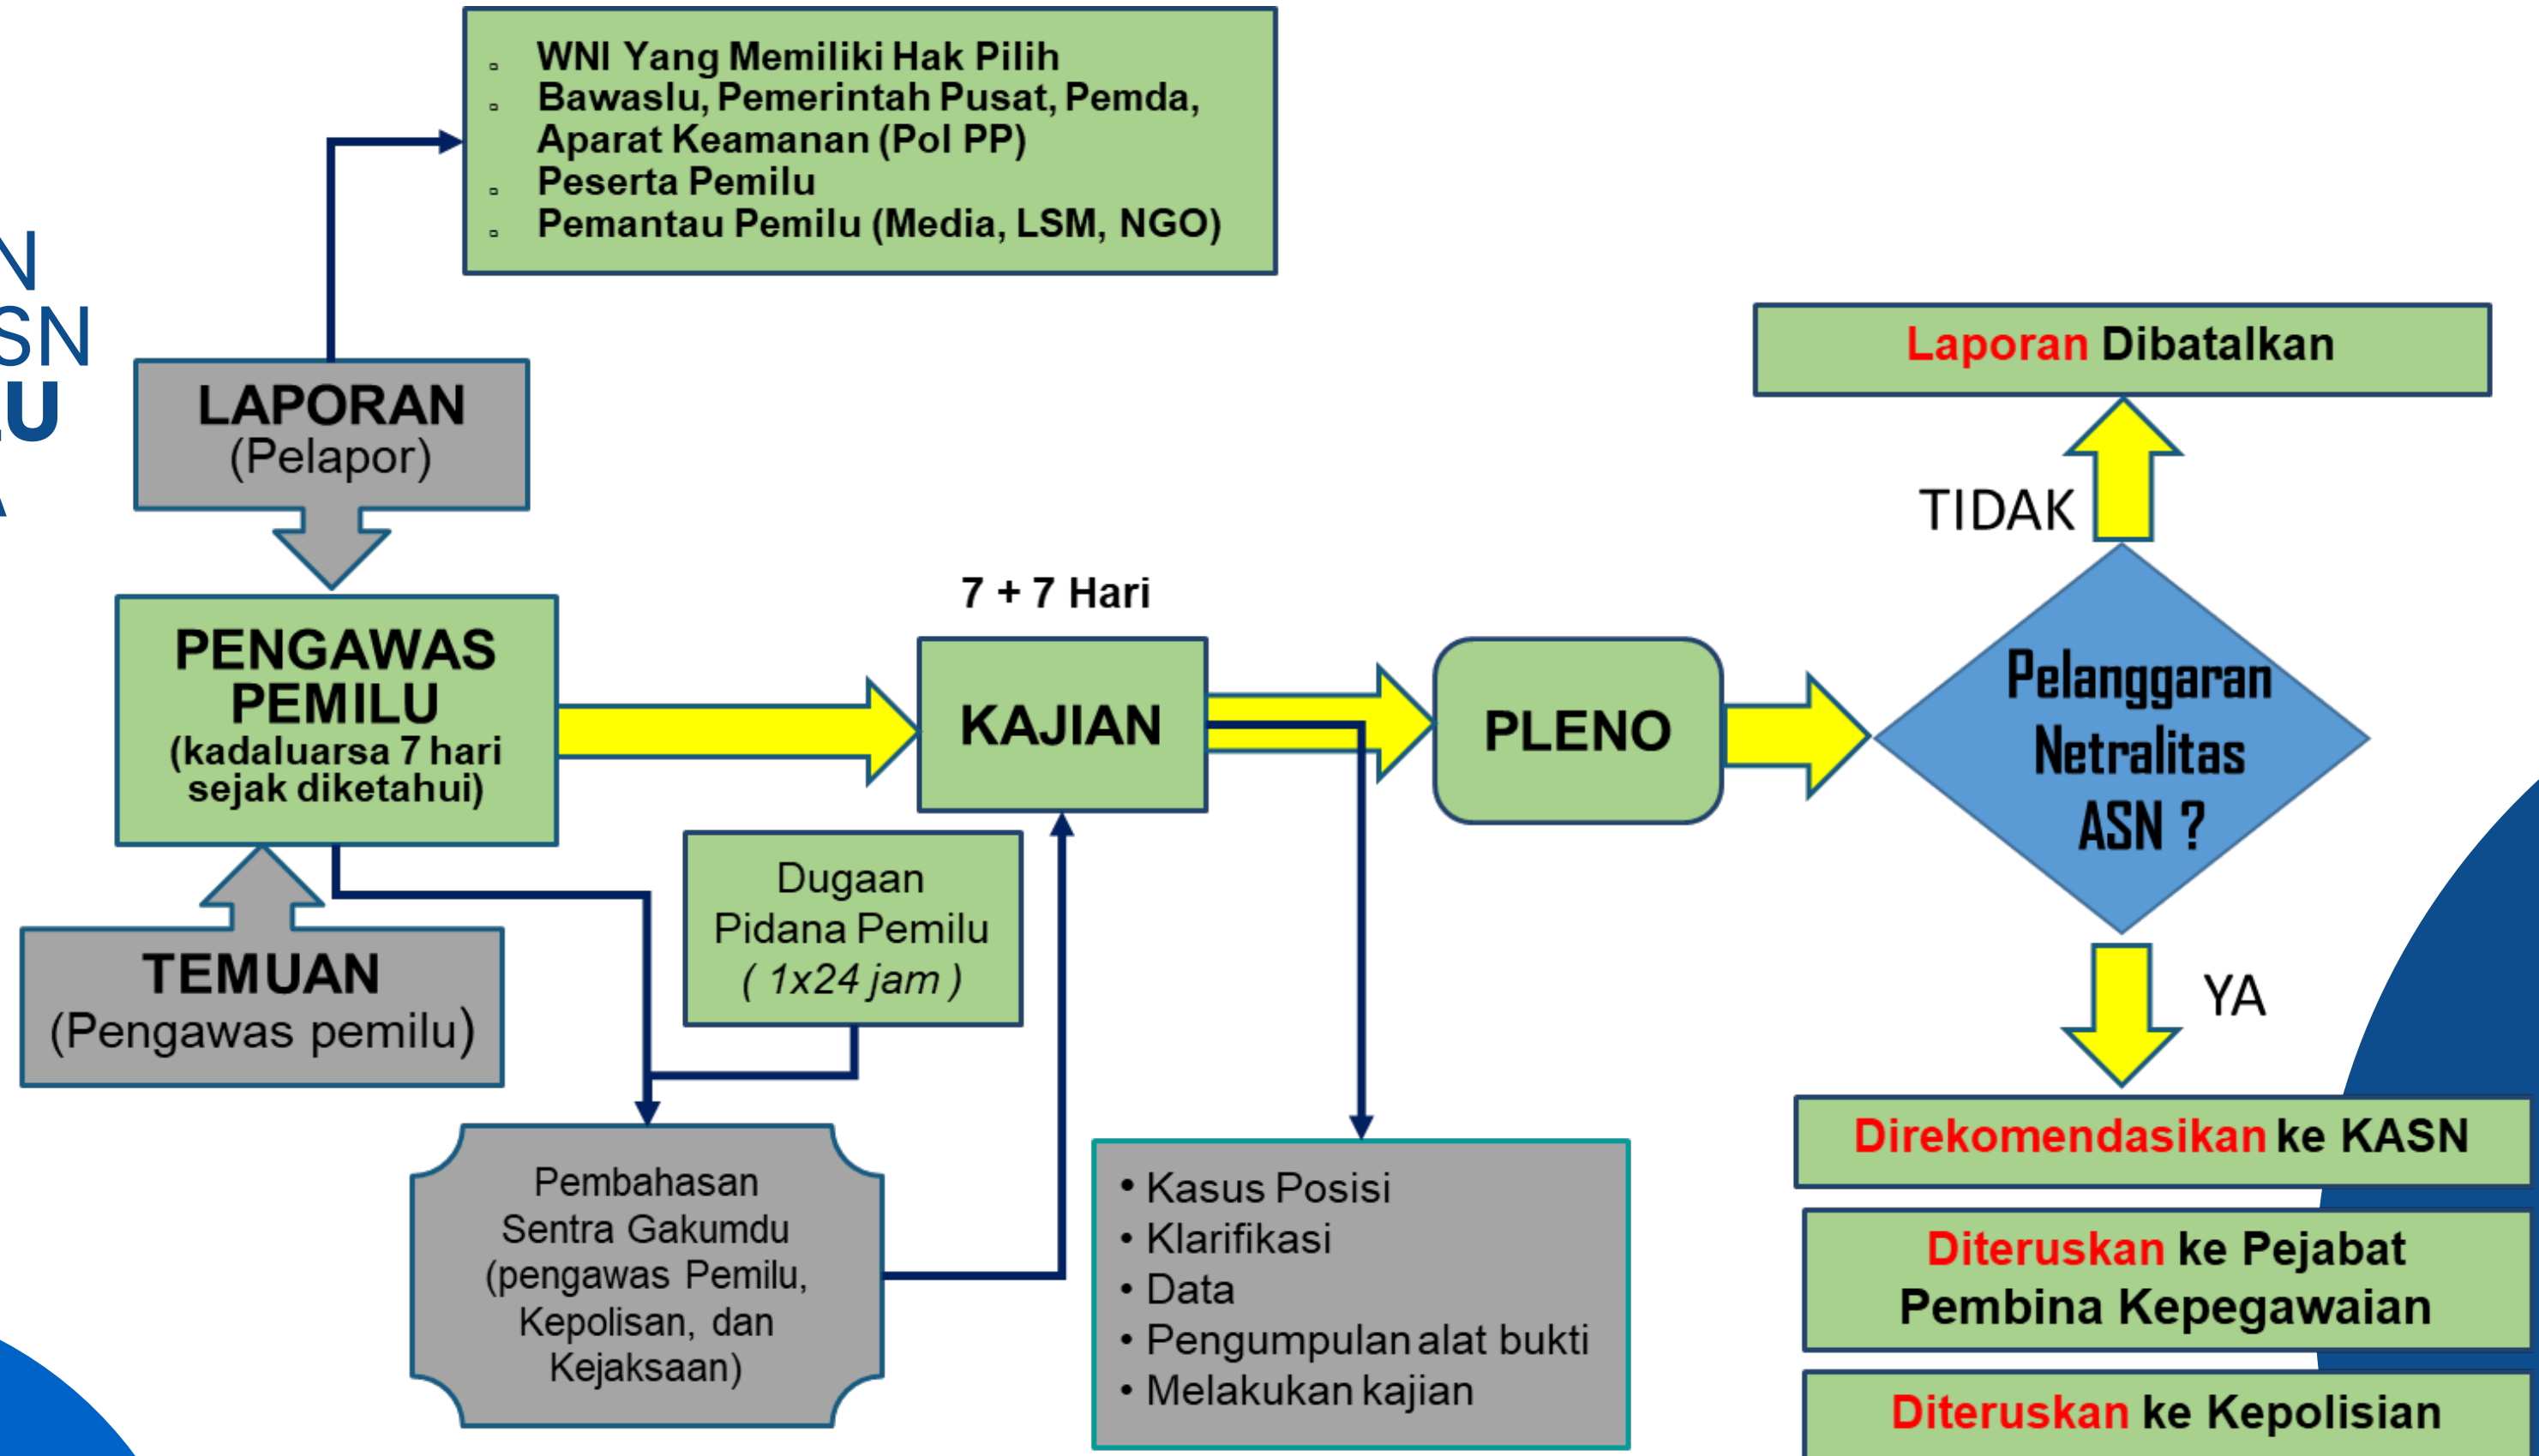 WNI Yang Memiliki Hak Pilih
Bawaslu, Pemerintah Pusat, Pemda,
Aparat Keamanan (Pol PP)
Peserta Pemilu
Pemantau Pemilu (Media, LSM, NGO)
N
SN
LU
A
LAPORAN
(Pelapor)
PENGAWAS
PEMILU
(kadaluarsa 7 hari
sejak diketahui)
TEMUAN
(Pengawas pemilu)
7 + 7 Hari
KAJIAN
Dugaan
Pidana Pemilu
( 1x24 jam )
Pembahasan
Sentra Gakumdu
(pengawas Pemilu,
Kepolisan, dan
Kejaksaan)
• Kasus Posisi
• Klarifikasi
• Data
• Pengumpulan alat bukti
• Melakukan kajian
PLENO
Laporan Dibatalkan
TIDAK
Pelanggaran
Netralitas
ASN ?
YA
Direkomendasikan ke KASN
Diteruskan ke Pejabat
Pembina Kepegawaian
Diteruskan ke Kepolisian